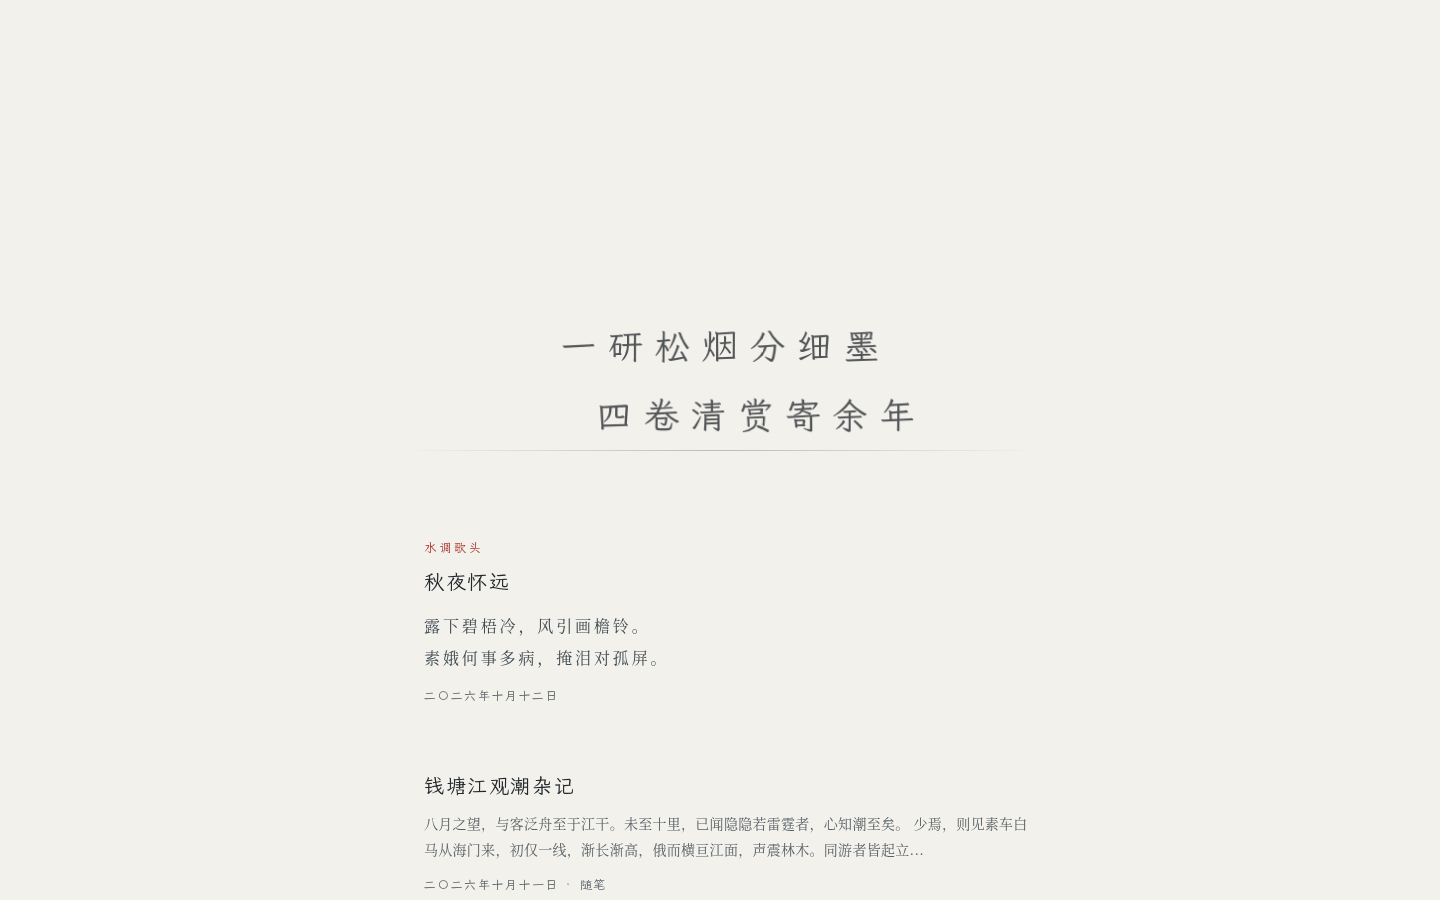 一研松烟分细墨
四卷清赏寄余年
水调歌头
秋夜怀远
露下碧梧冷，风引画檐铃。
素娥何事多病，掩泪对孤屏。
二〇二六年十月十二日
钱塘江观潮杂记
八月之望，与客泛舟至于江干。未至十里，已闻隐隐若雷霆者，心知潮至矣。 少焉，则见素车白
马从海门来，初仅一线，渐长渐高，俄而横亘江面，声震林木。同游者皆起立…
二〇二六年十月十一日 · 随笔